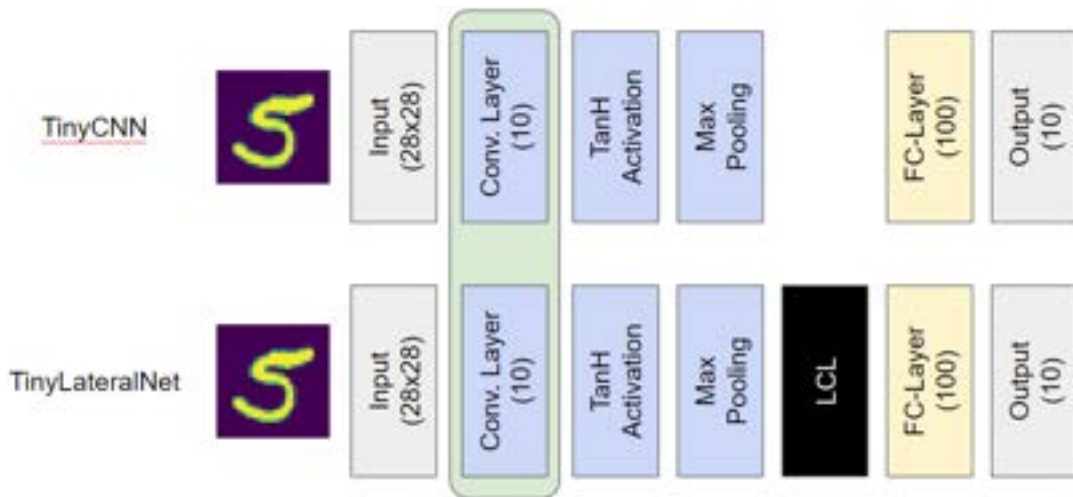 TinyCNN
Input
(28x28)
Conv. Layer
(10)
TanH
Activation
Max
Pooling
FC-Layer
(100)
Output
(10)
TinyLateralNet
Input
(28x28)
Conv. Layer
(10)
TanH
Activation
Max
Pooling
LCL
FC-Layer
(100)
Output
(10)